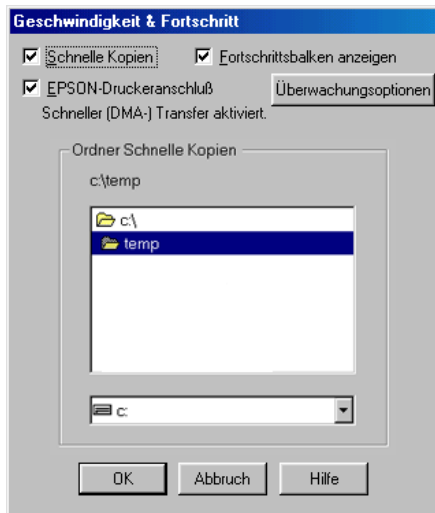 Geschwindigkeit & Fortschritt
Schnelle Kopien
Fortschrittsbalken anzeigen
EPSON-Druckeranschluß
Überwachungsoptionen
Schneller (DMA-) Transfer aktiviert.
Ordner Schnelle Kopien
c:\temp
c:\
temp
c:
OK
Abbruch
Hilfe